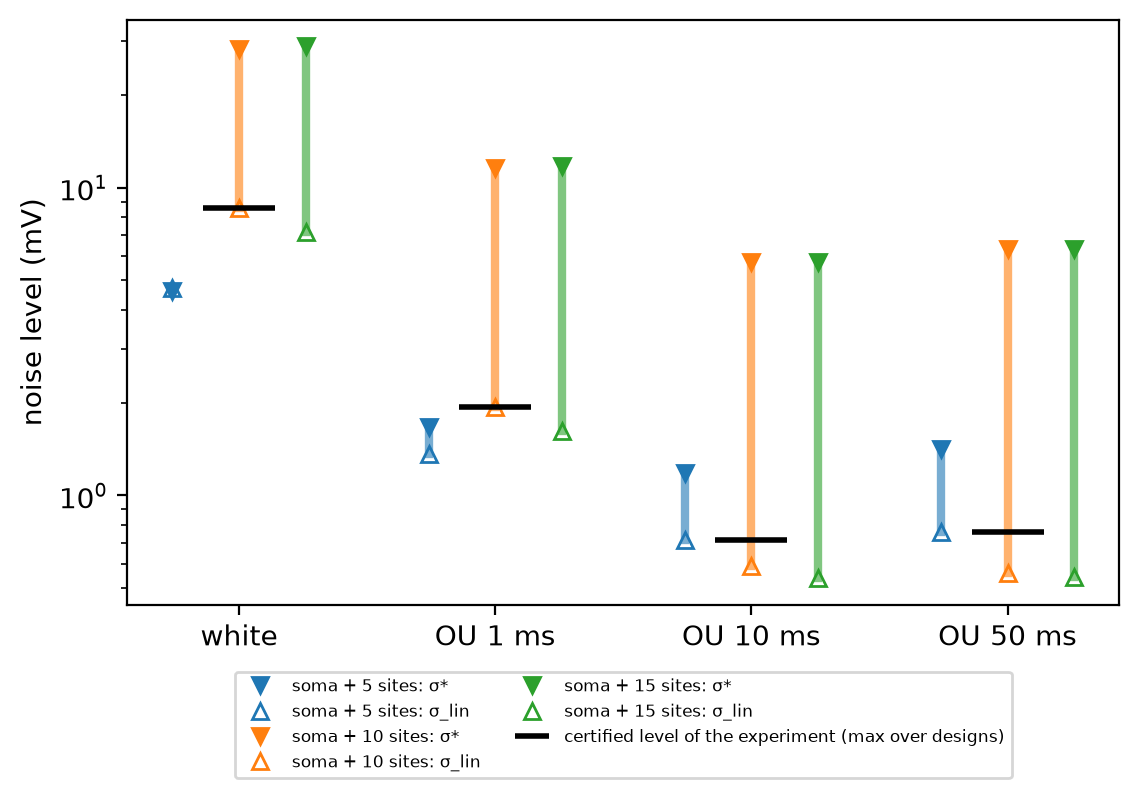 noise level (mV)
10¹
10⁰
white
OU 1 ms
OU 10 ms
OU 50 ms
soma + 5 sites: σ*
soma + 5 sites: σ_lin
soma + 10 sites: σ*
soma + 10 sites: σ_lin
soma + 15 sites: σ*
soma + 15 sites: σ_lin
certified level of the experiment (max over designs)